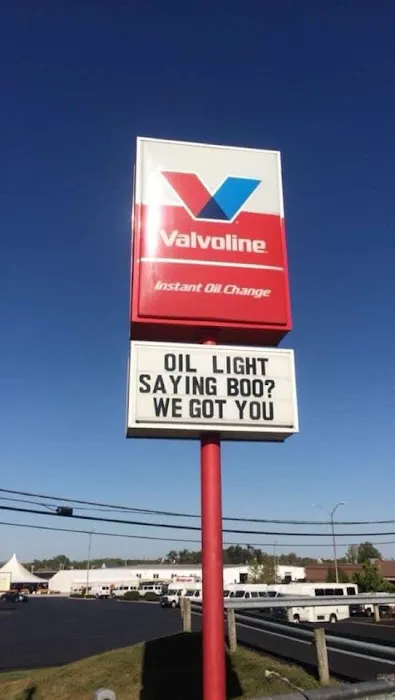 Valvoline
Instant Oil Change
OIL LIGHT
SAYING BOO?
WE GOT YOU